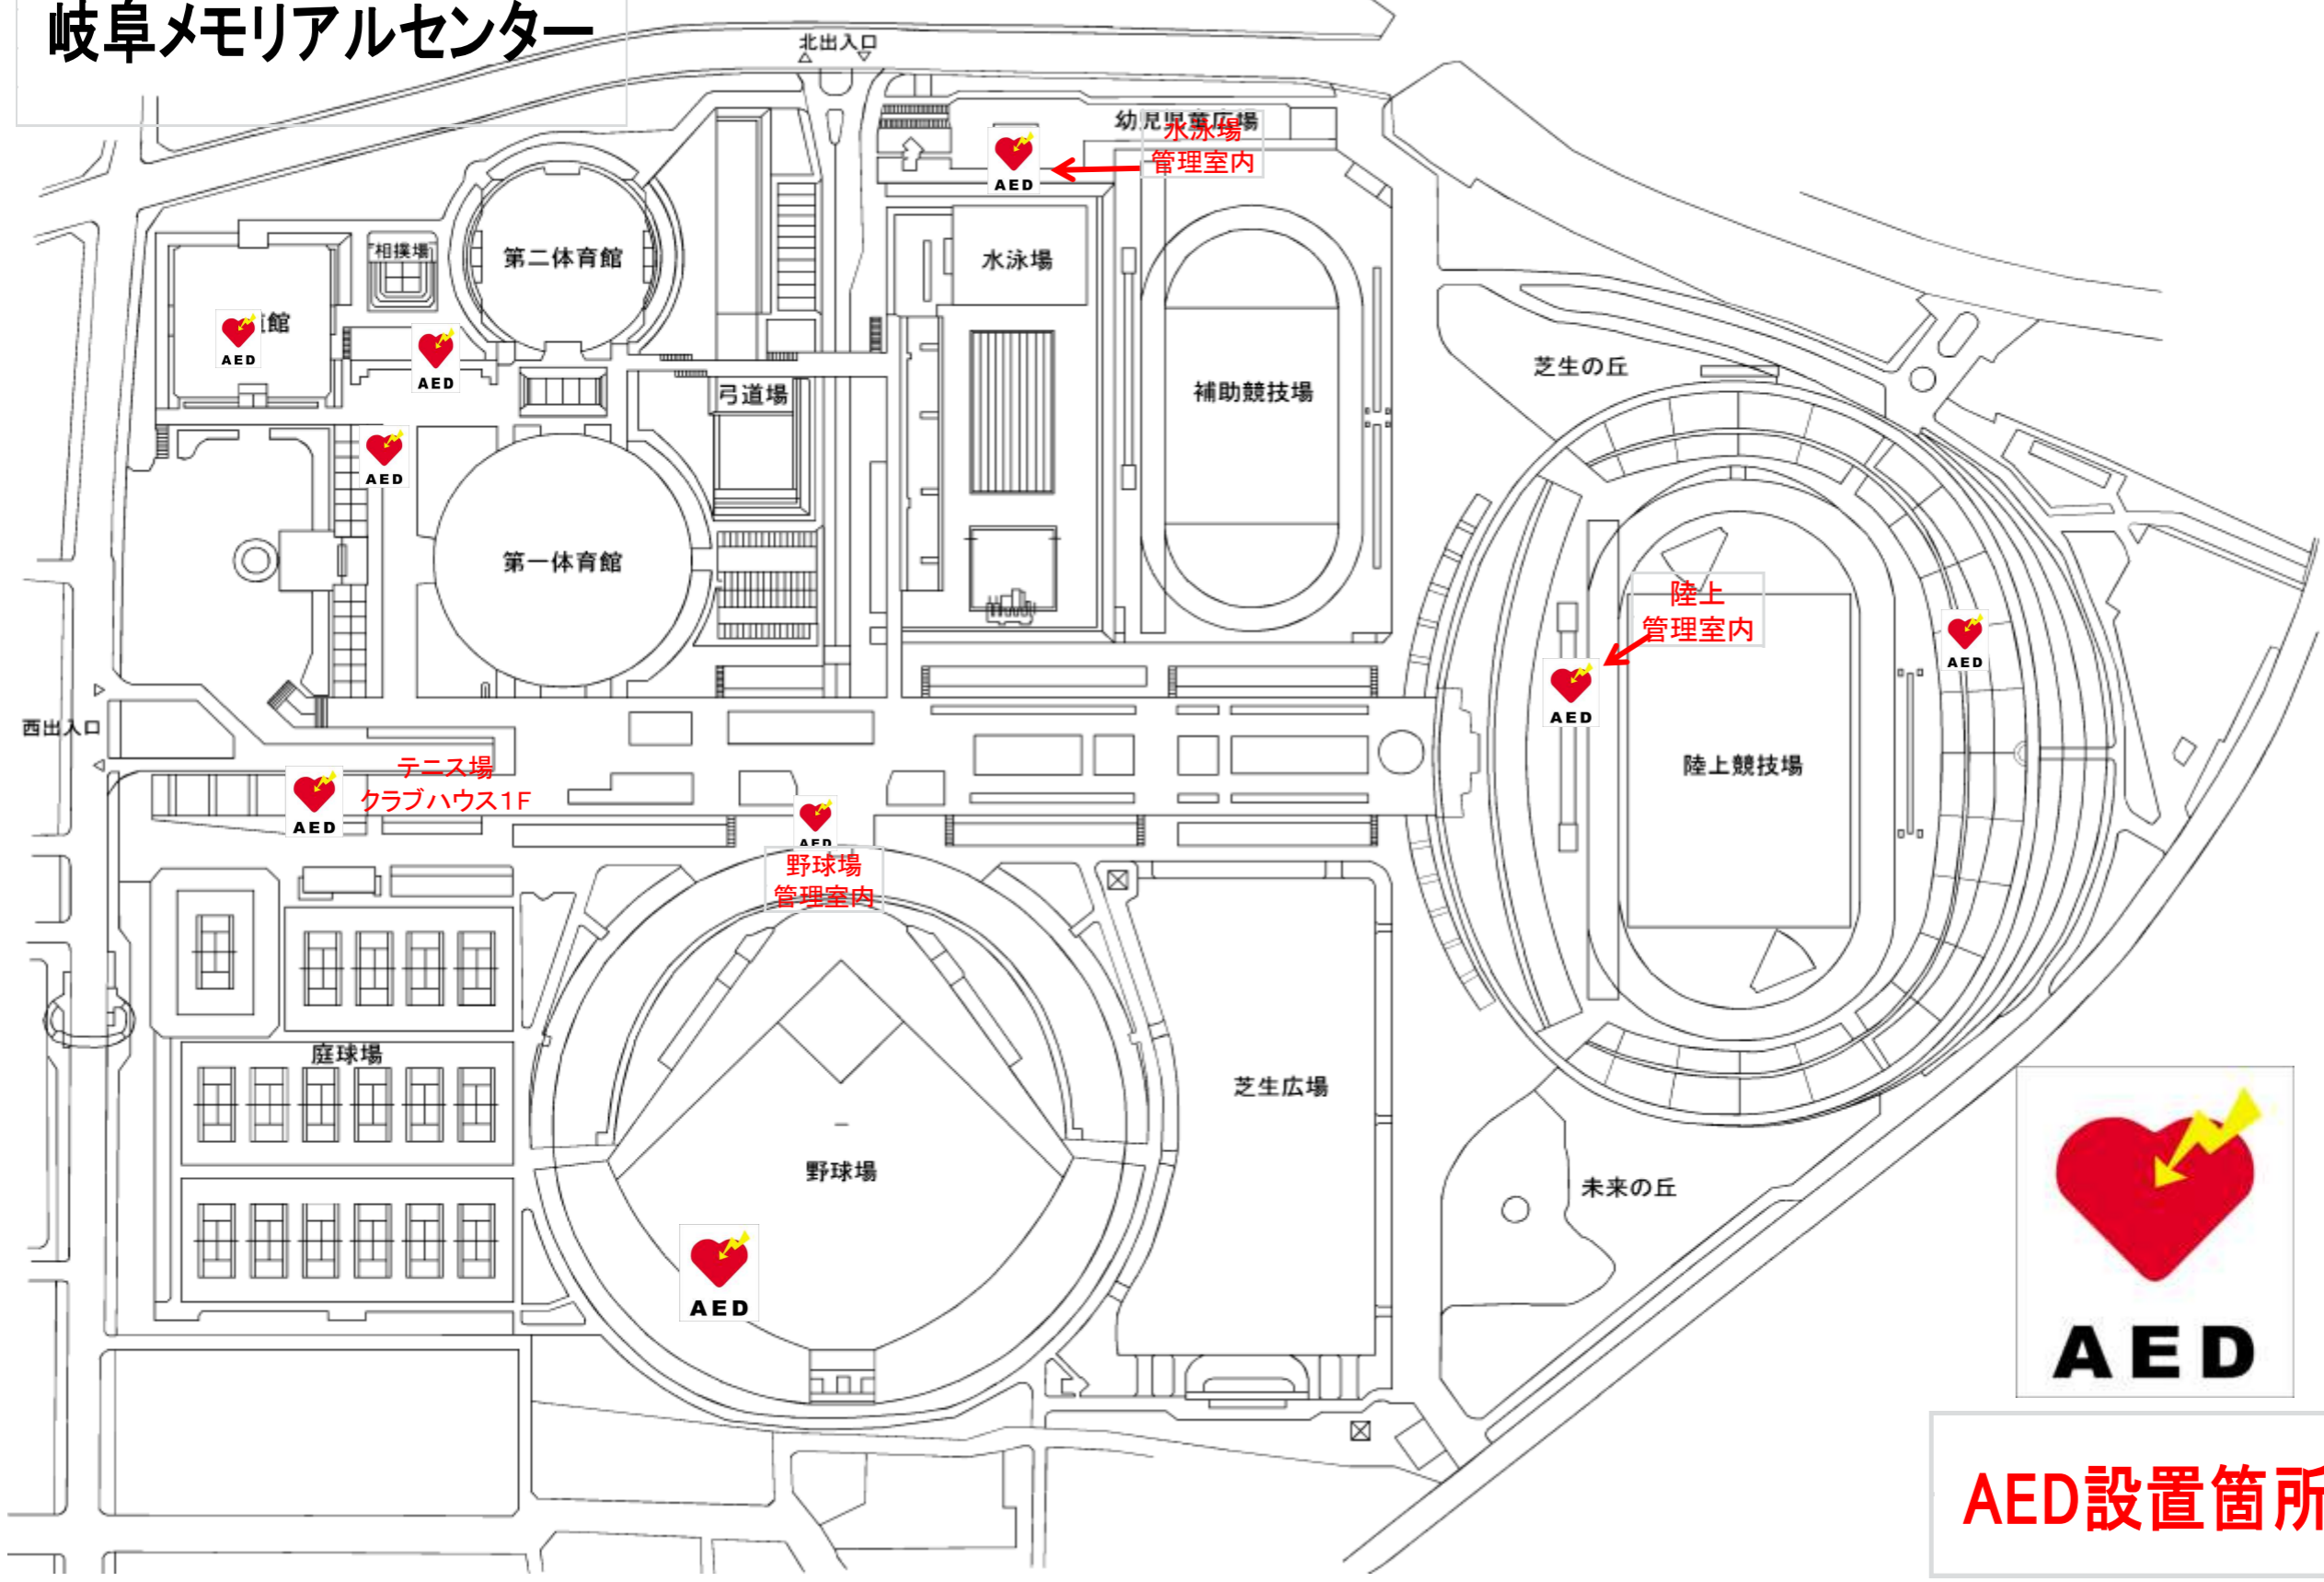 岐阜メモリアルセンター
北出入口
幼児児童広場
水泳場
管理室内
AED
相撲場
第二体育館
水泳場
館
AED
AED
芝生の丘
弓道場
補助競技場
AED
第一体育館
陸上
管理室内
AED
AED
西出入口
陸上競技場
テニス場
クラブハウス1F
AED
AED
野球場
管理室内
庭球場
芝生広場
野球場
未来の丘
AED
AED
AED設置箇所